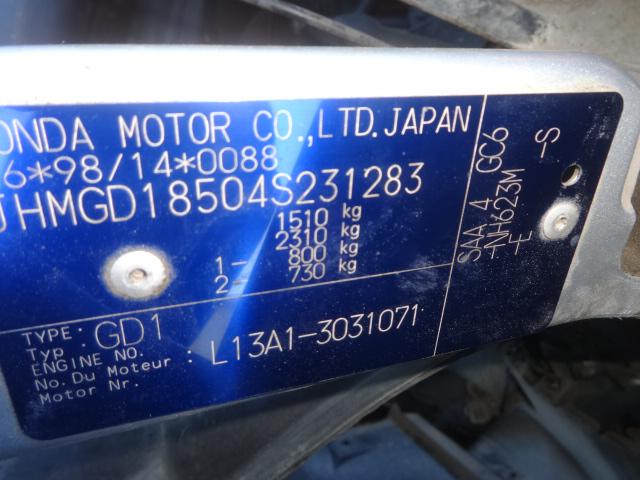 ONDA MOTOR CO.,LTD.JAPAN
6*98/14*0088
JHMGD18504S231283
1510 kg
2310 kg
1- 800 kg
2- 730 kg
TYPE: GD1
Typ
ENGINE NO. : L13A1-3031071
No. Du Moteur
Motor Nr.
SAA 4 GC6
-NH623M -S
-E